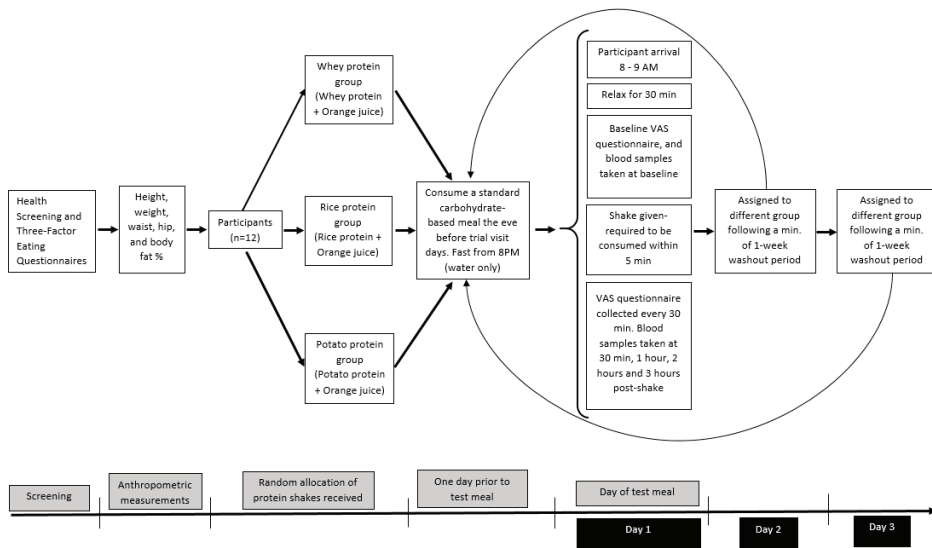 Health
Screening and
Three-Factor
Eating
Questionnaires
Height,
weight,
waist, hip,
and body
fat %
Participants
(n=12)
Whey protein
group
(Whey protein
+ Orange juice)
Rice protein
group
(Rice protein +
Orange juice)
Potato protein
group
(Potato protein
+ Orange juice)
Consume a standard
carbohydrate-
based meal the eve
before trial visit
days. Fast from 8PM
(water only)
Participant arrival
8 - 9 AM
Relax for 30 min
Baseline VAS
questionnaire, and
blood samples
taken at baseline
Shake given-
required to be
consumed within
5 min
VAS questionnaire
collected every 30
min. Blood
samples taken at
30 min, 1 hour, 2
hours and 3 hours
post-shake
Assigned to
different group
following a min.
of 1-week
washout period
Assigned to
different group
following a min.
of 1-week
washout period
Screening
Anthropometric
measurements
Random allocation of
protein shakes received
One day prior to
test meal
Day of test meal
Day 1
Day 2
Day 3